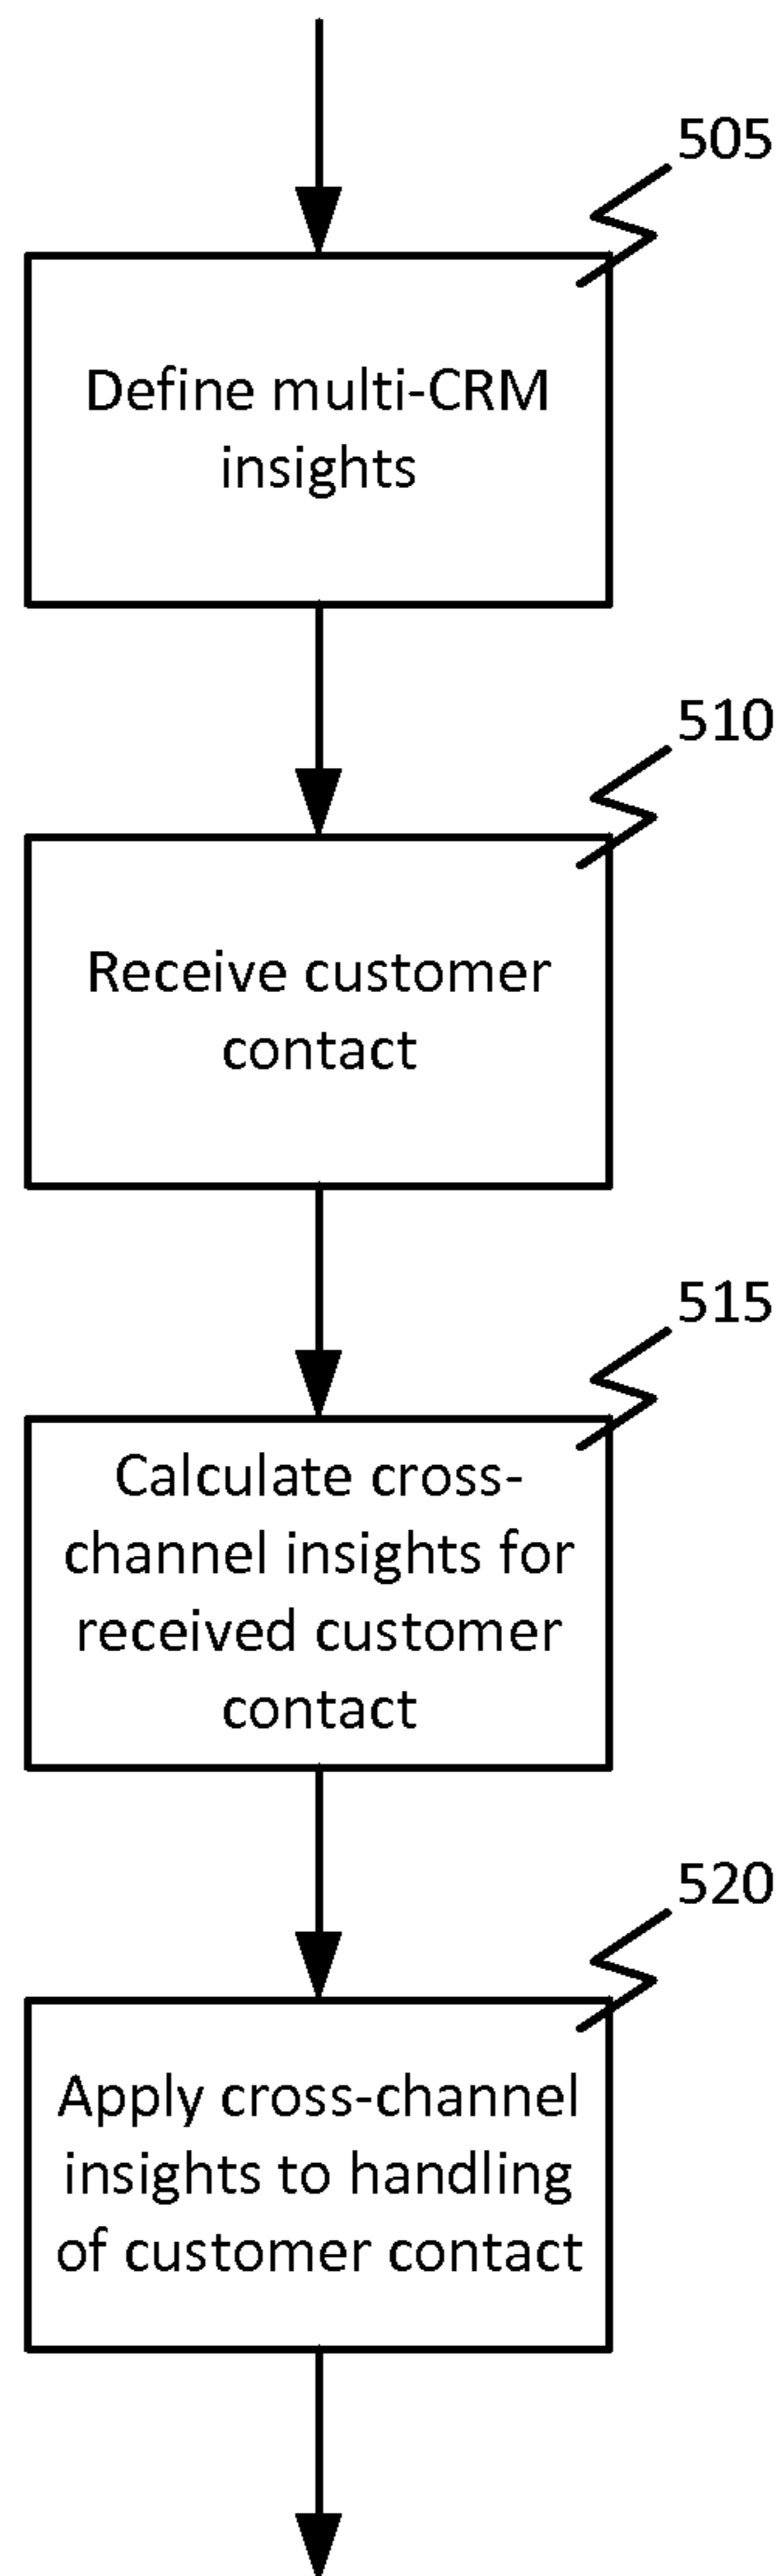 505
Define multi-CRM
insights
510
Receive customer
contact
515
Calculate cross-
channel insights for
received customer
contact
520
Apply cross-channel
insights to handling
of customer contact